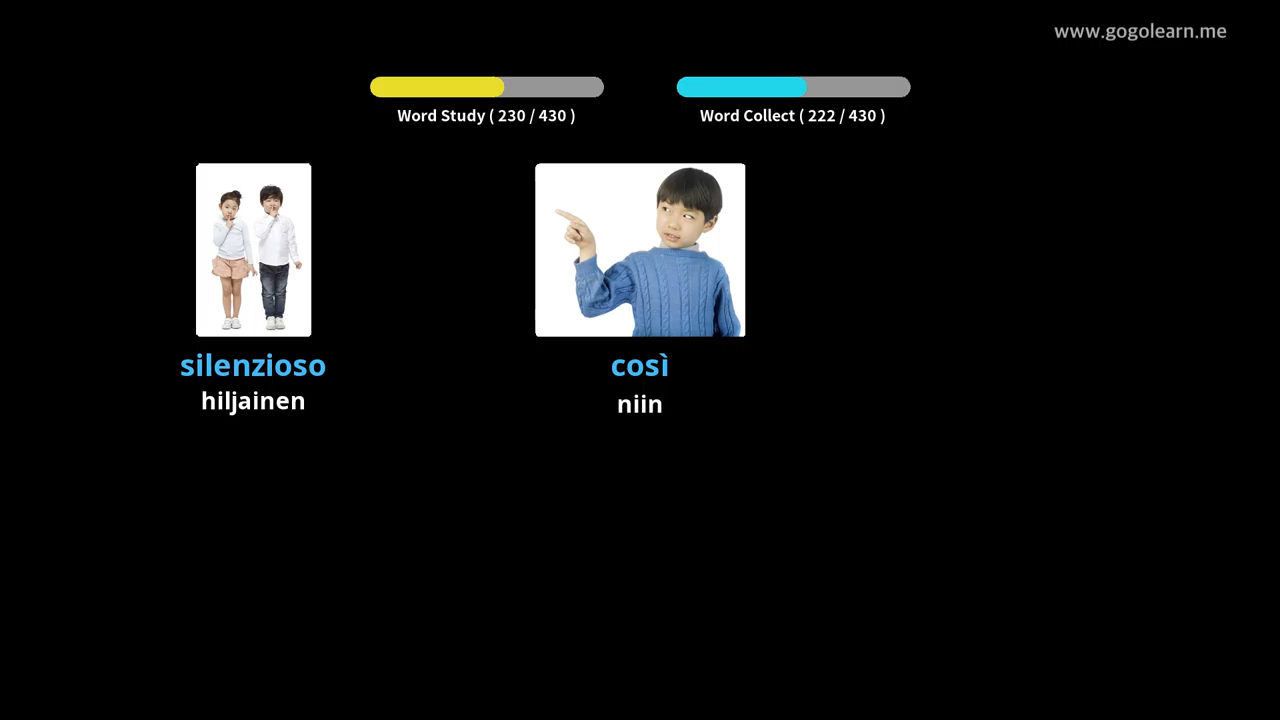 www.gogolearn.me
Word Study ( 230 / 430 )
Word Collect ( 222 / 430 )
silenzioso
hiljainen
così
niin